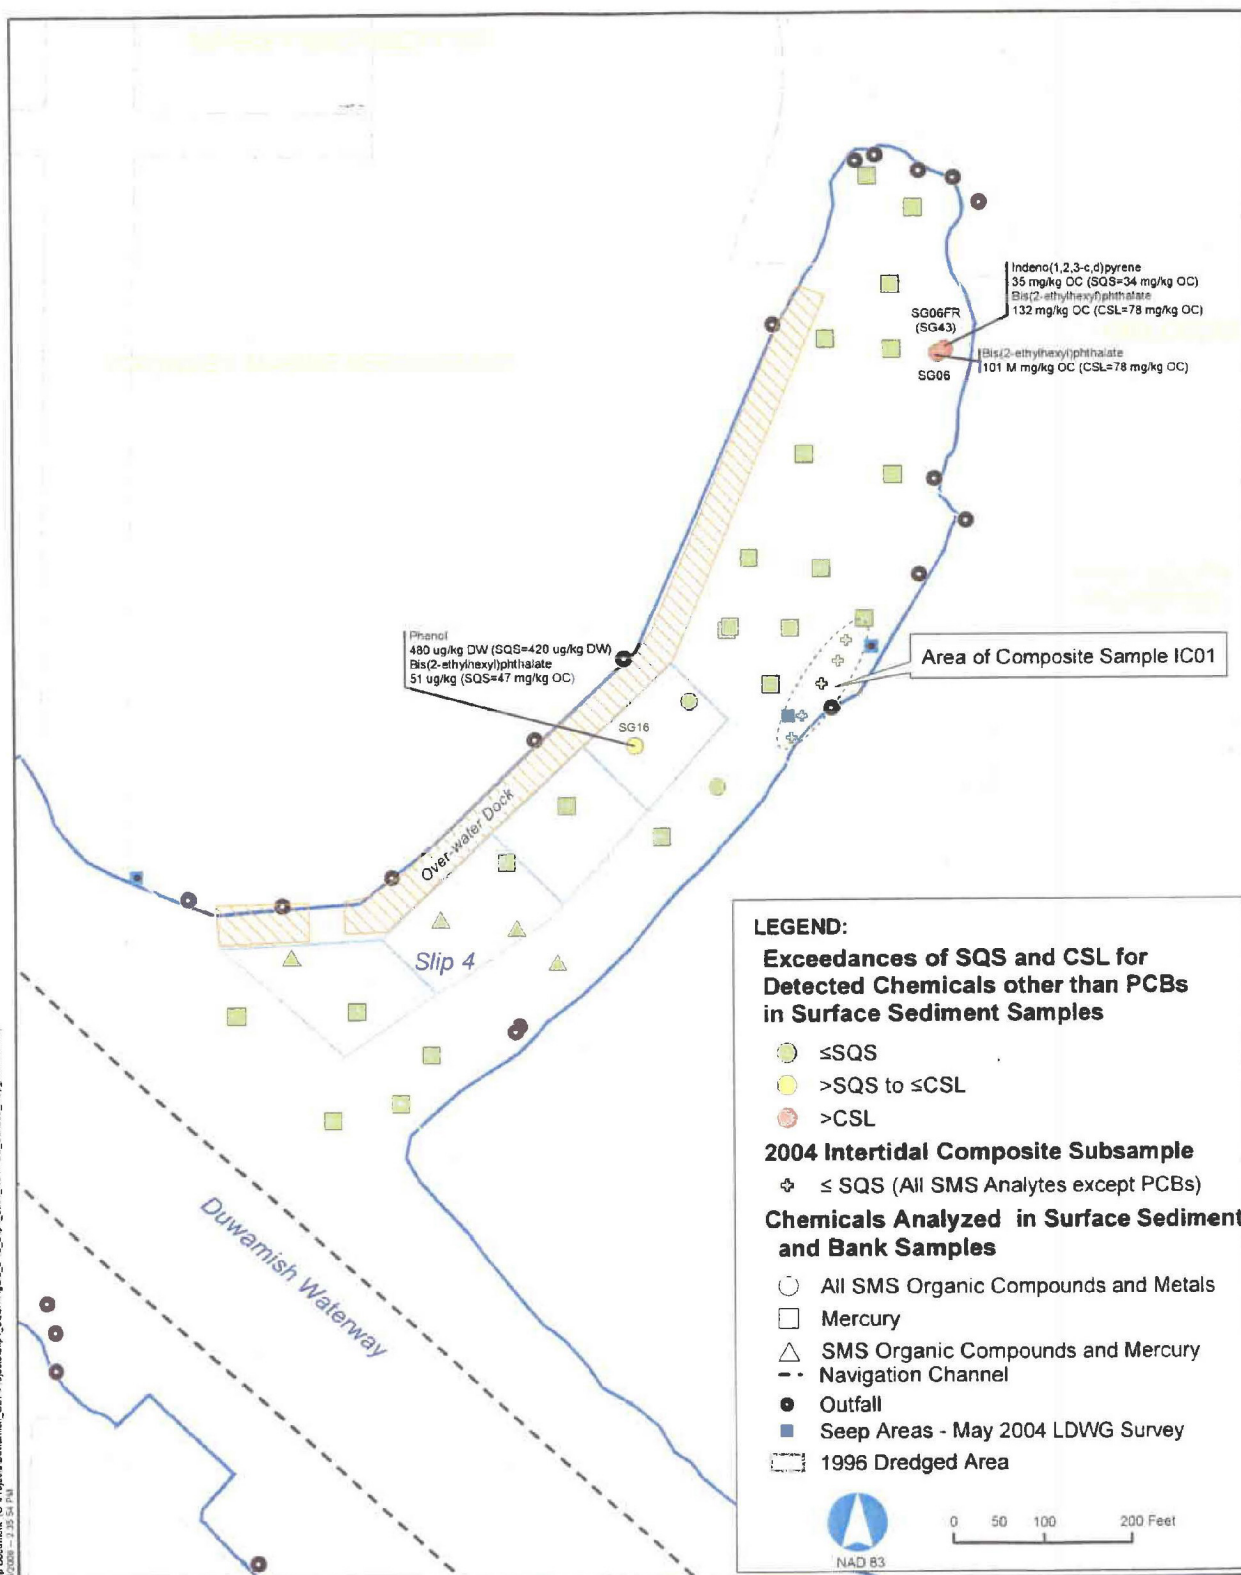 Indeno(1,2,3-c,d)pyrene
35 mg/kg OC (SQS=34 mg/kg OC)
Bis(2-ethylhexyl)phthalate
132 mg/kg OC (CSL=78 mg/kg OC)
SG06FR
(SG43)
Bis(2-ethylhexyl)phthalate
101 M mg/kg OC (CSL=78 mg/kg OC)
SG06
Phenol
480 ug/kg DW (SQS=420 ug/kg DW)
Bis(2-ethylhexyl)phthalate
51 ug/kg (SQS=47 mg/kg OC)
Area of Composite Sample IC01
SG16
Over-water Dock
Slip 4
Duwamish Waterway
LEGEND:
Exceedances of SQS and CSL for
Detected Chemicals other than PCBs
in Surface Sediment Samples
≤SQS
>SQS to ≤CSL
>CSL
2004 Intertidal Composite Subsample
≤ SQS (All SMS Analytes except PCBs)
Chemicals Analyzed in Surface Sediment
and Bank Samples
All SMS Organic Compounds and Metals
Mercury
SMS Organic Compounds and Mercury
Navigation Channel
Outfall
Seep Areas - May 2004 LDWG Survey
1996 Dredged Area
0 50 100 200 Feet
NAD 83